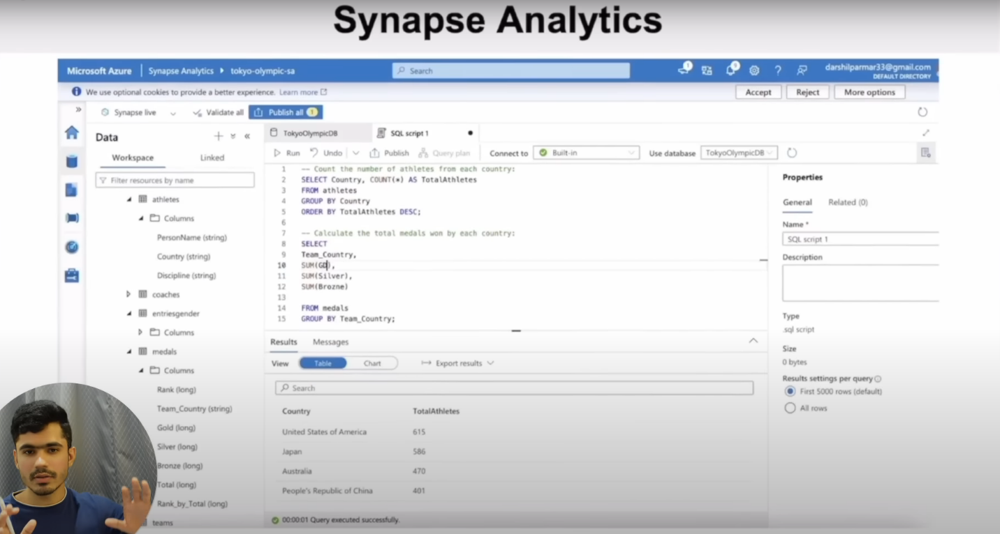 Synapse Analytics
Microsoft Azure | Synapse Analytics ▸ tokyo-olympic-sa
Search
1
9
darshilparmar33@gmail.com
DEFAULT DIRECTORY
We use optional cookies to provide a better experience. Learn more
Accept
Reject
More options
Synapse live
Validate all
Publish all 1
Data
Workspace
Linked
Filter resources by name
athletes
Columns
PersonName (string)
Country (string)
Discipline (string)
coaches
entriesgender
Columns
medals
Columns
Rank (long)
Team_Country (string)
Gold (long)
Silver (long)
Bronze (long)
Total (long)
Rank_by_Total (long)
teams
TokyoOlympicDB
SQL script 1
Run
Undo
Publish
Query plan
Connect to
Built-in
Use database
TokyoOlympicDB
1 -- Count the number of athletes from each country:
2 SELECT Country, COUNT(*) AS TotalAthletes
3 FROM athletes
4 GROUP BY Country
5 ORDER BY TotalAthletes DESC;
6
7 -- Calculate the total medals won by each country:
8 SELECT
9 Team_Country,
10 SUM(GD),
11 SUM(Silver),
12 SUM(Brozne)
13
14 FROM medals
15 GROUP BY Team_Country;
Results
Messages
View
Table
Chart
Export results
Search
Country TotalAthletes
United States of America 615
Japan 586
Australia 470
People's Republic of China 401
00:00:01 Query executed successfully.
Properties
General
Related (0)
Name *
SQL script 1
Description
Type
.sql script
Size
0 bytes
Results settings per query
First 5000 rows (default)
All rows